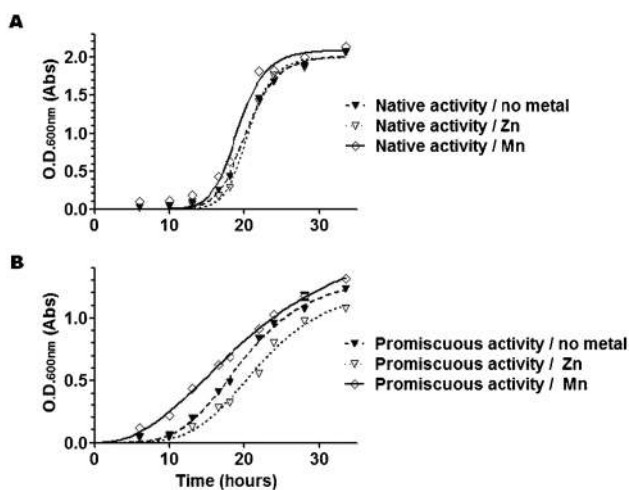 A
2.0
1.5
1.0
0.5
0.0
O.D.600nm (Abs)
0 10 20 30
Native activity / no metal
Native activity / Zn
Native activity / Mn
B
1.0
0.5
0.0
O.D.600nm (Abs)
0 10 20 30
Time (hours)
Promiscuous activity / no metal
Promiscuous activity / Zn
Promiscuous activity / Mn